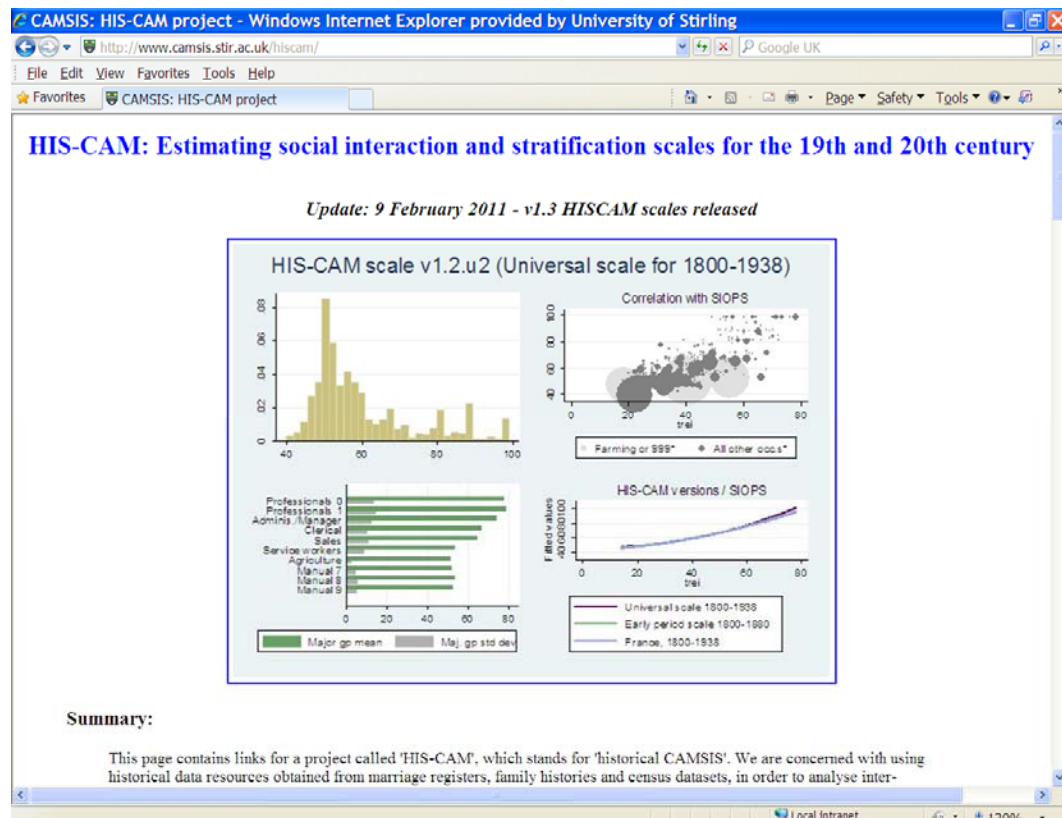 CAMSIS: HIS-CAM project - Windows Internet Explorer provided by University of Stirling
http://www.camsis.stir.ac.uk/hiscam/
Google UK
File Edit View Favorites Tools Help
Favorites CAMSIS: HIS-CAM project Page Safety Tools
HIS-CAM: Estimating social interaction and stratification scales for the 19th and 20th century
Update: 9 February 2011 - v1.3 HISCAM scales released
HIS-CAM scale v1.2.u2 (Universal scale for 1800-1938)
.08
.06
.04
.02
0
40 60 80 100
Correlation with SIOPS
100
80
60
40
0 20 40 60 80
trei
Farming or 999* All other occ.s*
Professionals 0
Professionals 1
Adminis./Manager
Clerical
Sales
Service workers
Agriculture
Manual 7
Manual 8
Manual 9
0 20 40 60 80
Major gp mean Maj. gp std dev
HIS-CAM versions / SIOPS
Fitted values
40 60 80 100
0 20 40 60 80
trei
Universal scale 1800-1938
Early period scale 1800-1880
France, 1800-1938
Summary:
This page contains links for a project called 'HIS-CAM', which stands for 'historical CAMSIS'. We are concerned with using
historical data resources obtained from marriage registers, family histories and census datasets, in order to analyse inter-
Local intranet 120%